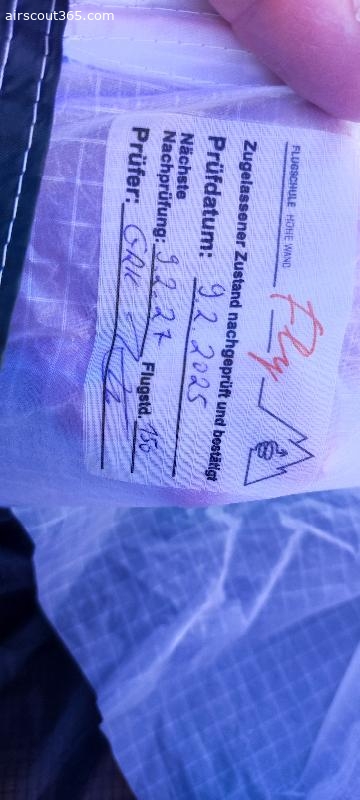 airscout365.com
FLUGSCHULE HOHE WAND
Fly
Zugelassener Zustand nachgeprüft und bestätigt
Prüfdatum: 9.2.2025
Nächste
Nachprüfung: 9.2.27 Flugstd. 150
Prüfer: